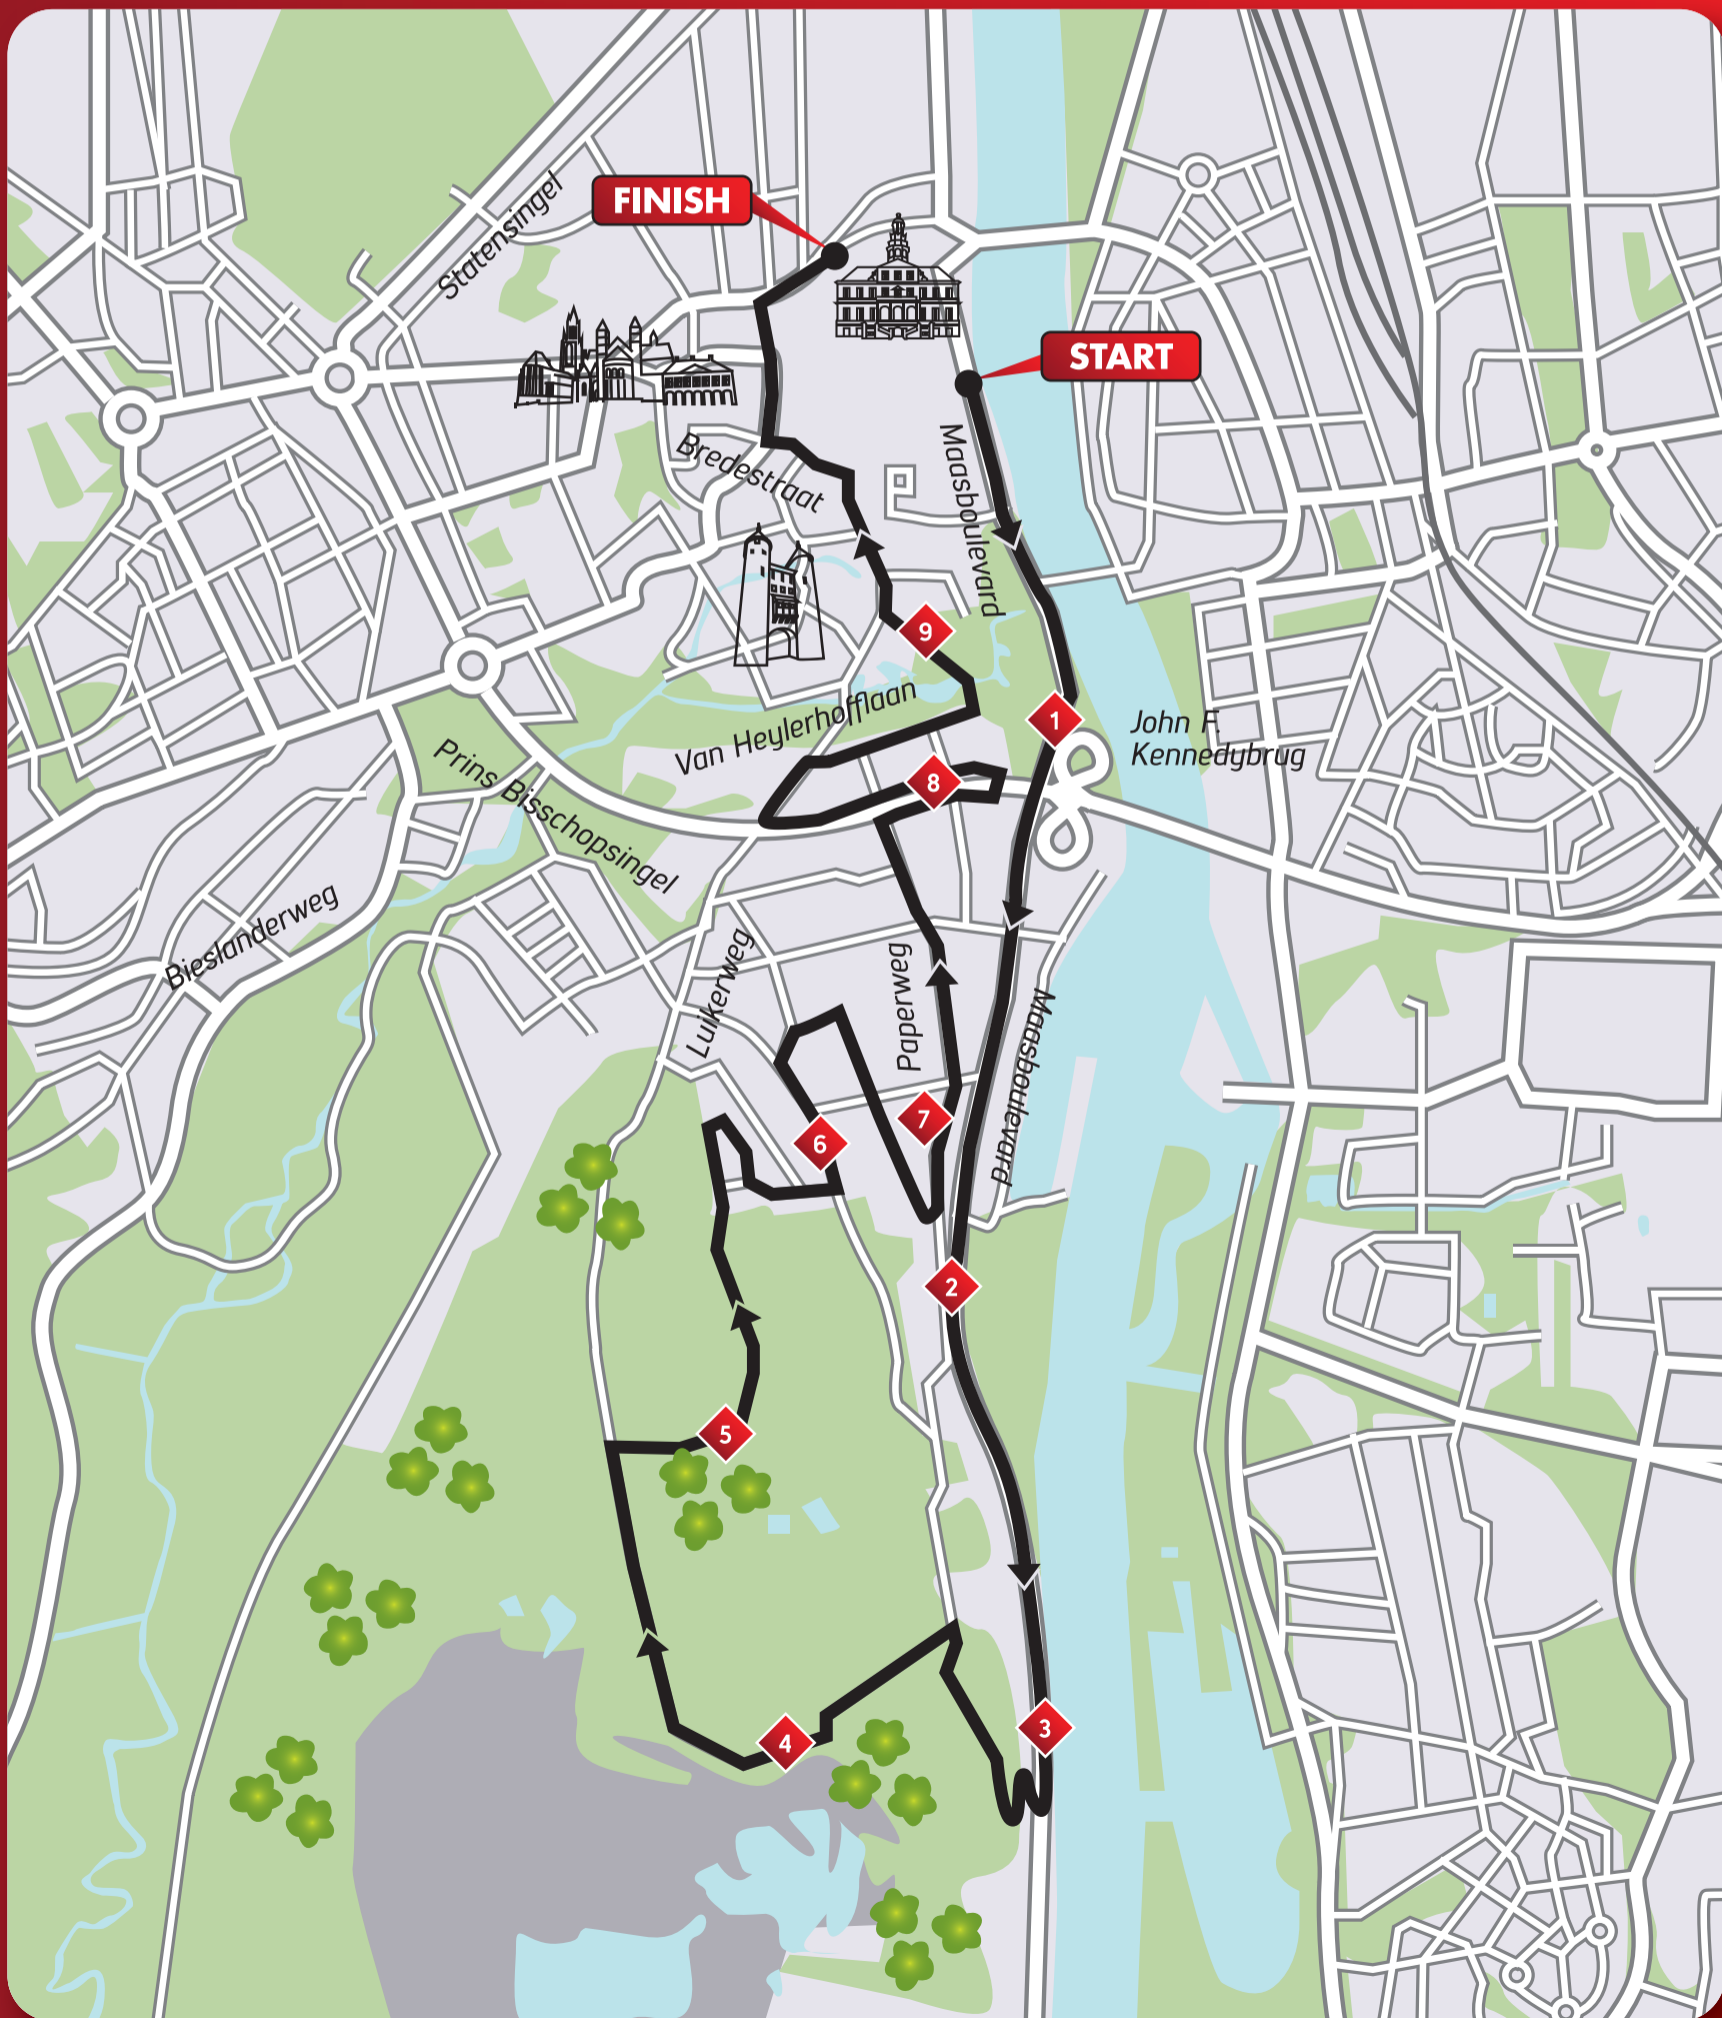 FINISH
Statensingel
START
Bredestraat
Maasboulevard
9
Van Heylerhofflaan
1
John F.
Kennedybrug
Prins Bisschopsingel
8
Bieslanderweg
Luikerweg
Paperweg
Maasboulevard
7
6
2
5
3
4